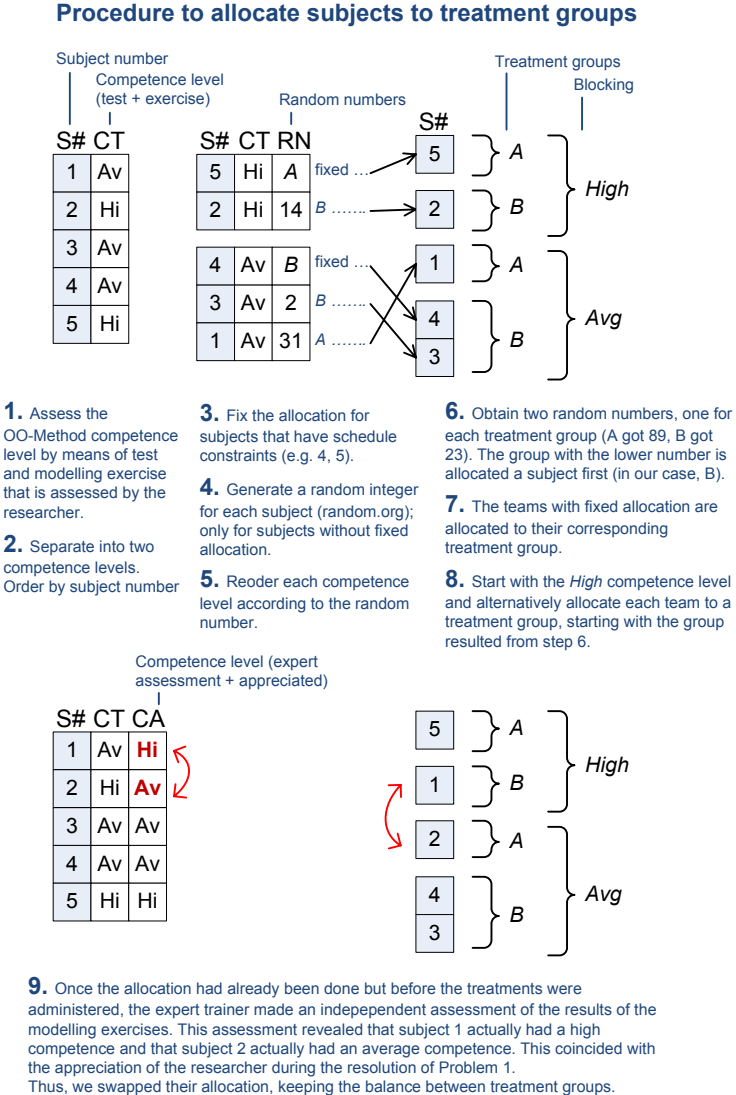 Procedure to allocate subjects to treatment groups
Subject number
Competence level
(test + exercise)
Random numbers
Treatment groups
Blocking
S# CT
1 Av
2 Hi
3 Av
4 Av
5 Hi
S# CT RN
5 Hi A fixed ...
2 Hi 14 B .......
4 Av B fixed ...
3 Av 2 B .......
1 Av 31 A .......
S#
5 A
2 B
High
1 A
4
3
B
Avg
1. Assess the
OO-Method competence
level by means of test
and modelling exercise
that is assessed by the
researcher.
2. Separate into two
competence levels.
Order by subject number
3. Fix the allocation for
subjects that have schedule
constraints (e.g. 4, 5).
4. Generate a random integer
for each subject (random.org);
only for subjects without fixed
allocation.
5. Reoder each competence
level according to the random
number.
6. Obtain two random numbers, one for
each treatment group (A got 89, B got
23). The group with the lower number is
allocated a subject first (in our case, B).
7. The teams with fixed allocation are
allocated to their corresponding
treatment group.
8. Start with the High competence level
and alternatively allocate each team to a
treatment group, starting with the group
resulted from step 6.
Competence level (expert
assessment + appreciated)
S# CT CA
1 Av Hi
2 Hi Av
3 Av Av
4 Av Av
5 Hi Hi
5 A
1 B
High
2 A
4
3
B
Avg
9. Once the allocation had already been done but before the treatments were
administered, the expert trainer made an indepependent assessment of the results of the
modelling exercises. This assessment revealed that subject 1 actually had a high
competence and that subject 2 actually had an average competence. This coincided with
the appreciation of the researcher during the resolution of Problem 1.
Thus, we swapped their allocation, keeping the balance between treatment groups.